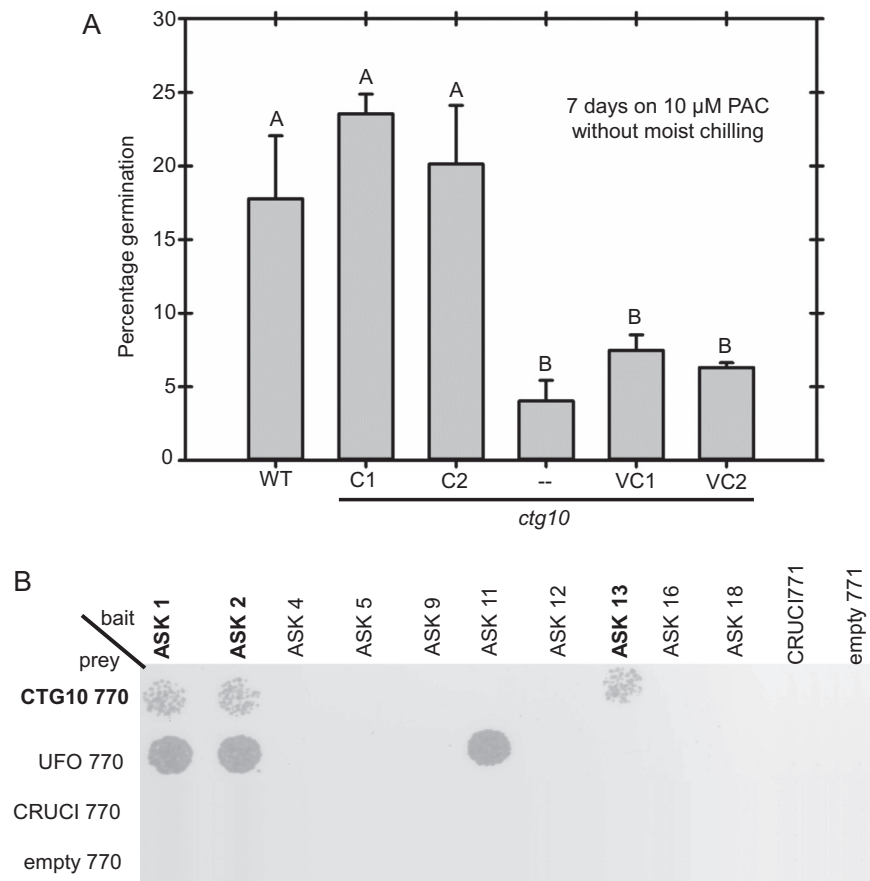 A
30
25
20
15
10
5
0
Percentage germination
A
A
A
B
B
B
7 days on 10 µM PAC
without moist chilling
WT
C1
C2
--
VC1
VC2
ctg10
B
bait
prey
ASK 1
ASK 2
ASK 4
ASK 5
ASK 9
ASK 11
ASK 12
ASK 13
ASK 16
ASK 18
CRUCI771
empty 771
CTG10 770
UFO 770
CRUCI 770
empty 770